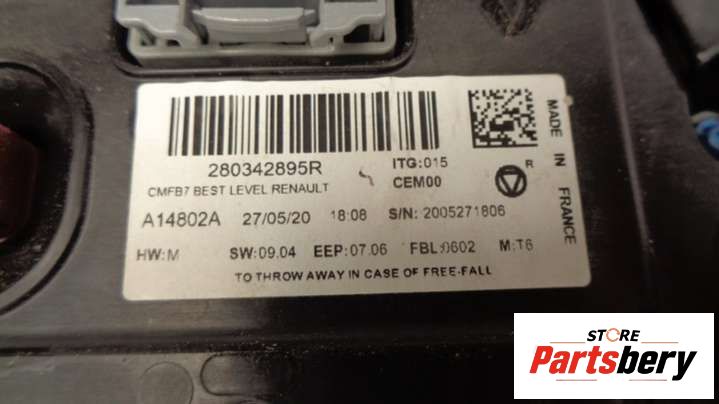 280342895R
ITG:015
CMFB7 BEST LEVEL RENAULT
CEM00
R
A14802A 27/05/20 18:08 S/N: 2005271806
HW:M SW:09.04 EEP:07.06 FBL:0602 M:T6
TO THROW AWAY IN CASE OF FREE-FALL
MADE IN FRANCE
STORE
Partsbery